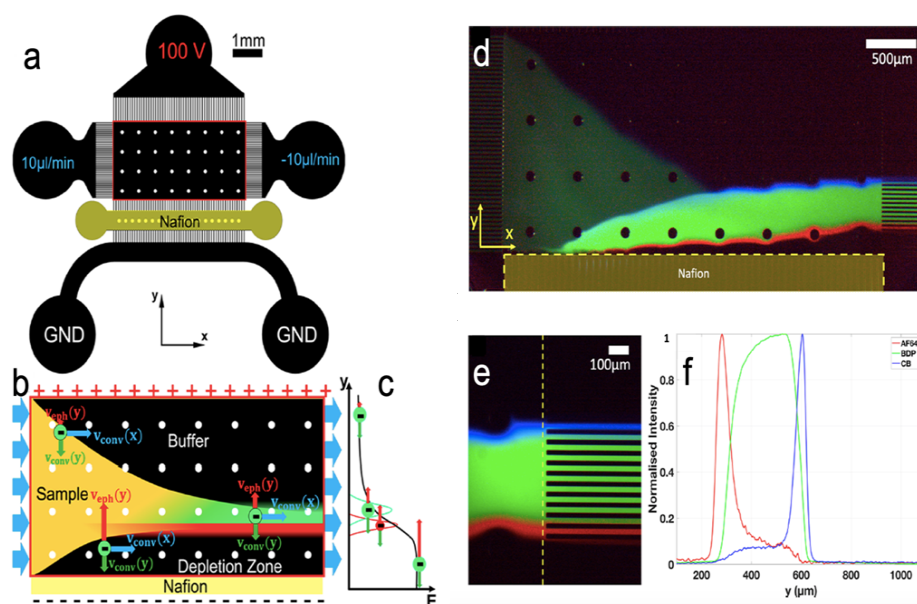 a
100 V
1mm
10µl/min
-10µl/min
Nafion
GND
GND
y
x
b
+ + + + + + + + + + + + + +
v_eph(y)
v_conv(x)
v_conv(y)
Buffer
Sample
v_eph(y)
v_conv(x)
v_conv(y)
v_eph(y)
v_conv(x)
v_conv(y)
Depletion Zone
Nafion
c
y
E
d
500µm
y
x
Nafion
e
100µm
f
BDP
CB
Normalised Intensity
1
0.8
0.6
0.4
0.2
0
200
400
600
800
y (µm)